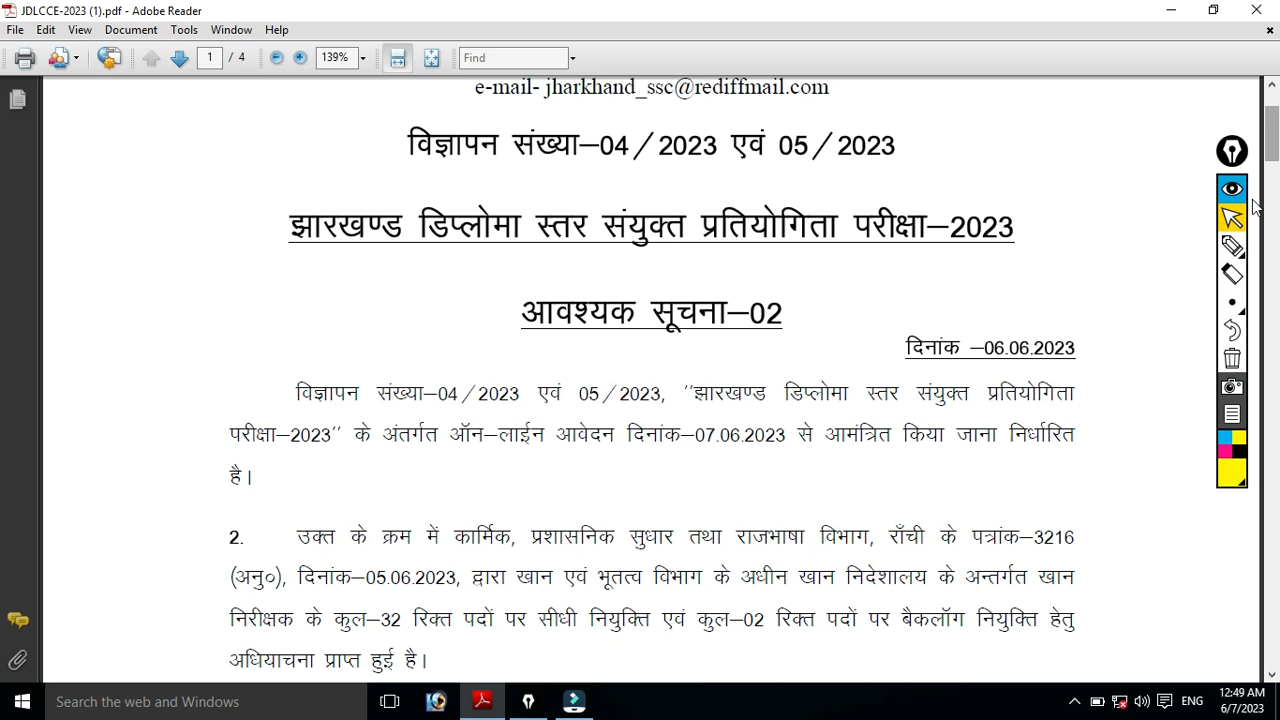 JDLCCE-2023 (1).pdf - Adobe Reader
File Edit View Document Tools Window Help
1 / 4 139% Find
e-mail- jharkhand_ssc@rediffmail.com
विज्ञापन संख्या–04/2023 एवं 05/2023
झारखण्ड डिप्लोमा स्तर संयुक्त प्रतियोगिता परीक्षा–2023
आवश्यक सूचना–02
दिनांक –06.06.2023
विज्ञापन संख्या–04/2023 एवं 05/2023, "झारखण्ड डिप्लोमा स्तर संयुक्त प्रतियोगिता
परीक्षा–2023" के अंतर्गत ऑन–लाईन आवेदन दिनांक–07.06.2023 से आमंत्रित किया जाना निर्धारित
है।
2. उक्त के क्रम में कार्मिक, प्रशासनिक सुधार तथा राजभाषा विभाग, राँची के पत्रांक–3216
(अनु०), दिनांक–05.06.2023, द्वारा खान एवं भूतत्व विभाग के अधीन खान निदेशालय के अन्तर्गत खान
निरीक्षक के कुल–32 रिक्त पदों पर सीधी नियुक्ति एवं कुल–02 रिक्त पदों पर बैकलॉग नियुक्ति हेतु
अधियाचना प्राप्त हुई है।
Search the web and Windows
ENG
12:49 AM
6/7/2023